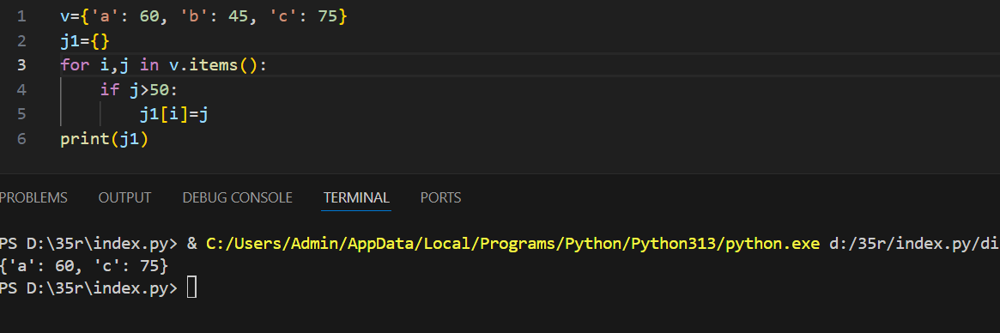 1 v={'a': 60, 'b': 45, 'c': 75}
2 j1={}
3 for i,j in v.items():
4     if j>50:
5         j1[i]=j
6 print(j1)
PROBLEMS OUTPUT DEBUG CONSOLE TERMINAL PORTS
PS D:\35r\index.py> & C:/Users/Admin/AppData/Local/Programs/Python/Python313/python.exe d:/35r/index.py/di
{'a': 60, 'c': 75}
PS D:\35r\index.py>